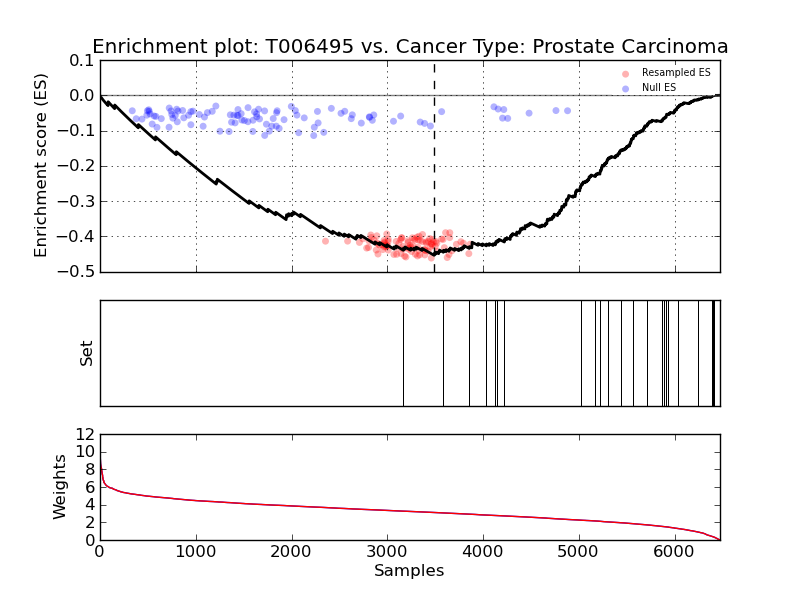 Enrichment plot: T006495 vs. Cancer Type: Prostate Carcinoma
Enrichment score (ES)
0.1
0.0
−0.1
−0.2
−0.3
−0.4
−0.5
Resampled ES
Null ES
Set
Weights
12
10
8
6
4
2
0
0 1000 2000 3000 4000 5000 6000
Samples